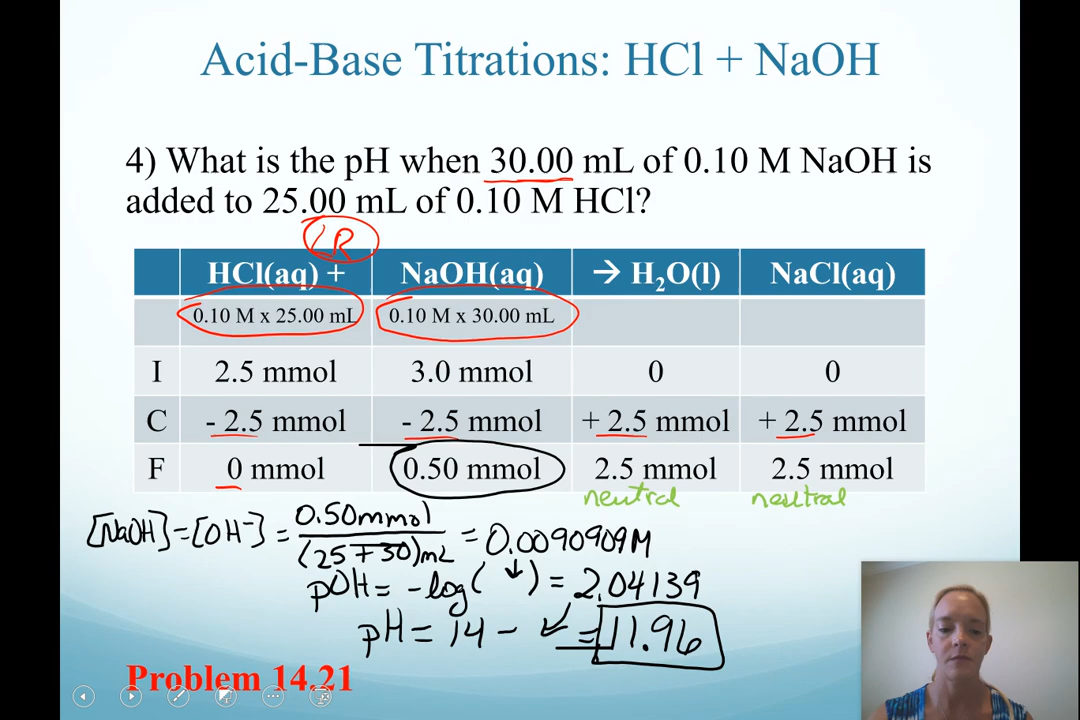 Acid-Base Titrations: HCl + NaOH
4) What is the pH when 30.00 mL of 0.10 M NaOH is
added to 25.00 mL of 0.10 M HCl?
LR
HCl(aq) + NaOH(aq) → H₂O(l) NaCl(aq)
0.10 M x 25.00 mL 0.10 M x 30.00 mL
I 2.5 mmol 3.0 mmol 0 0
C - 2.5 mmol - 2.5 mmol + 2.5 mmol + 2.5 mmol
F 0 mmol 0.50 mmol 2.5 mmol 2.5 mmol
neutral neutral
[NaOH] = [OH⁻] = 0.50mmol / (25+30)mL = 0.0090909M
pOH = -log( ↓ ) = 2.04139
pH = 14 - ↙ = 11.96
Problem 14.21